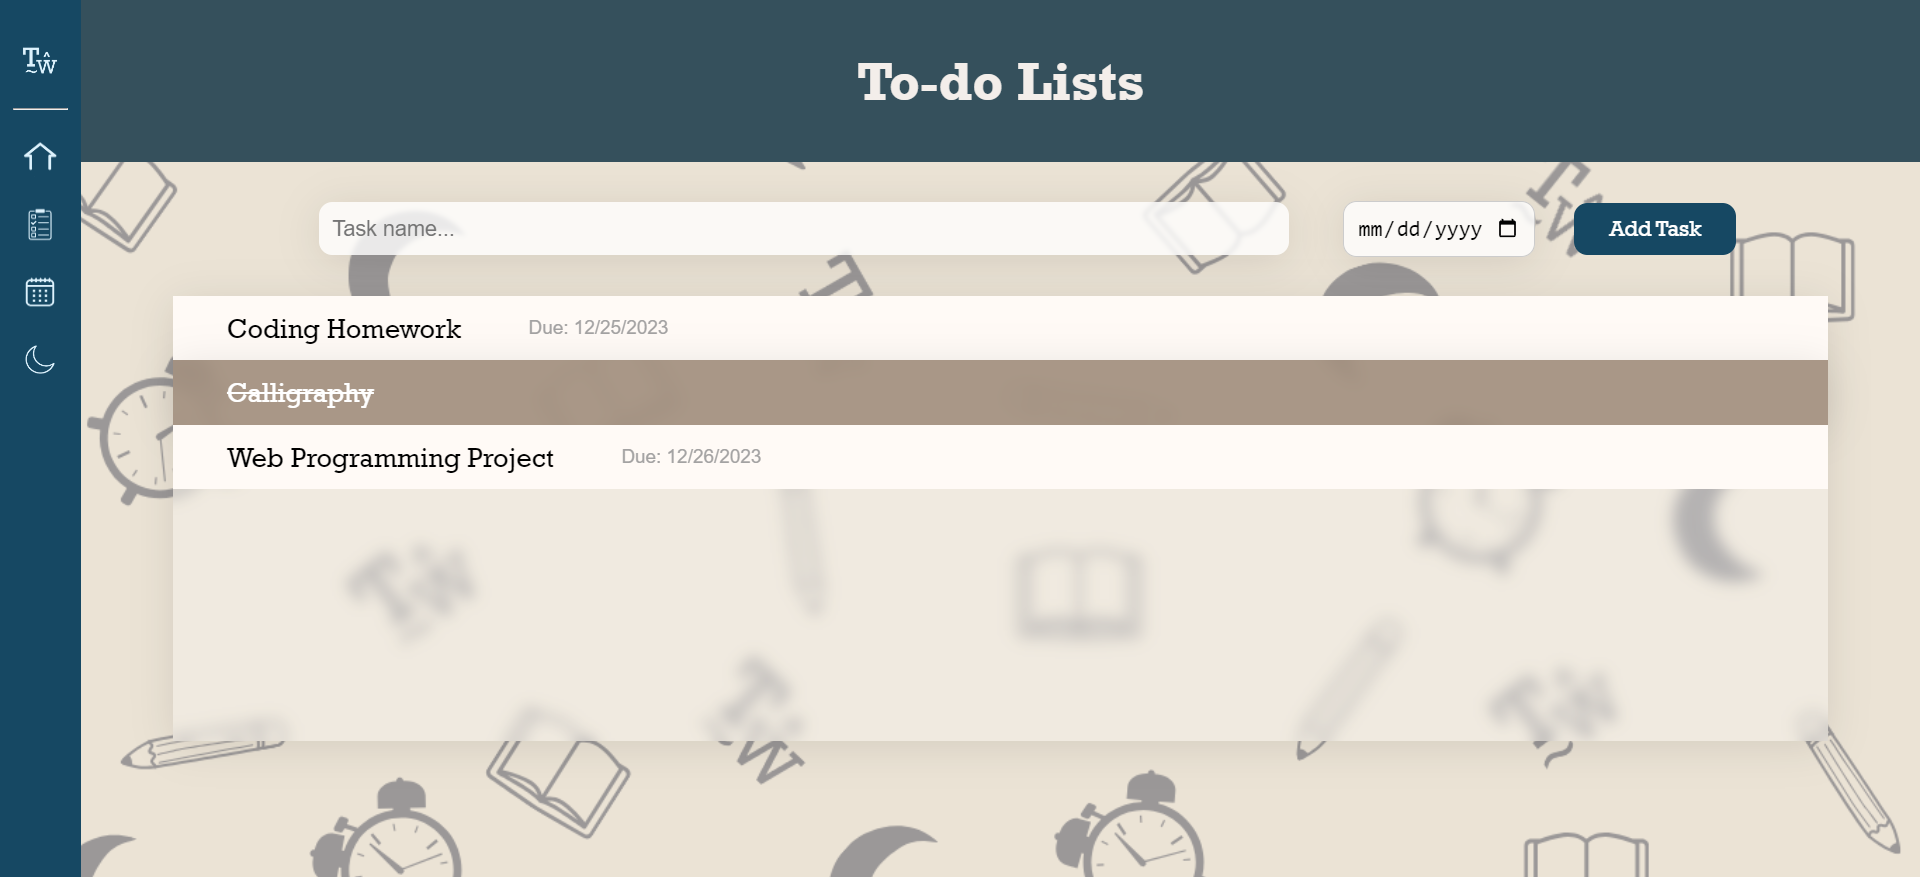 TW
To-do Lists
Task name...
mm/dd/yyyy
Add Task
Coding Homework Due: 12/25/2023
Calligraphy
Web Programming Project Due: 12/26/2023